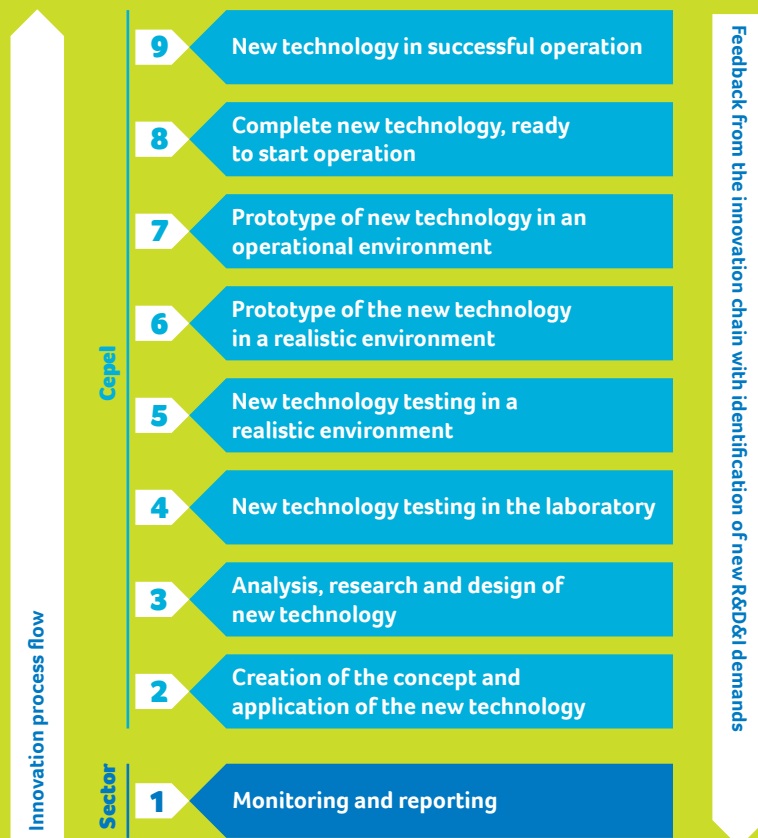 9
New technology in successful operation
8
Complete new technology, ready
to start operation
7
Prototype of new technology in an
operational environment
6
Prototype of the new technology
in a realistic environment
5
New technology testing in a
realistic environment
4
New technology testing in the laboratory
3
Analysis, research and design of
new technology
2
Creation of the concept and
application of the new technology
1
Monitoring and reporting
Cepel
Sector
Innovation process flow
Feedback from the innovation chain with identification of new R&D&I demands